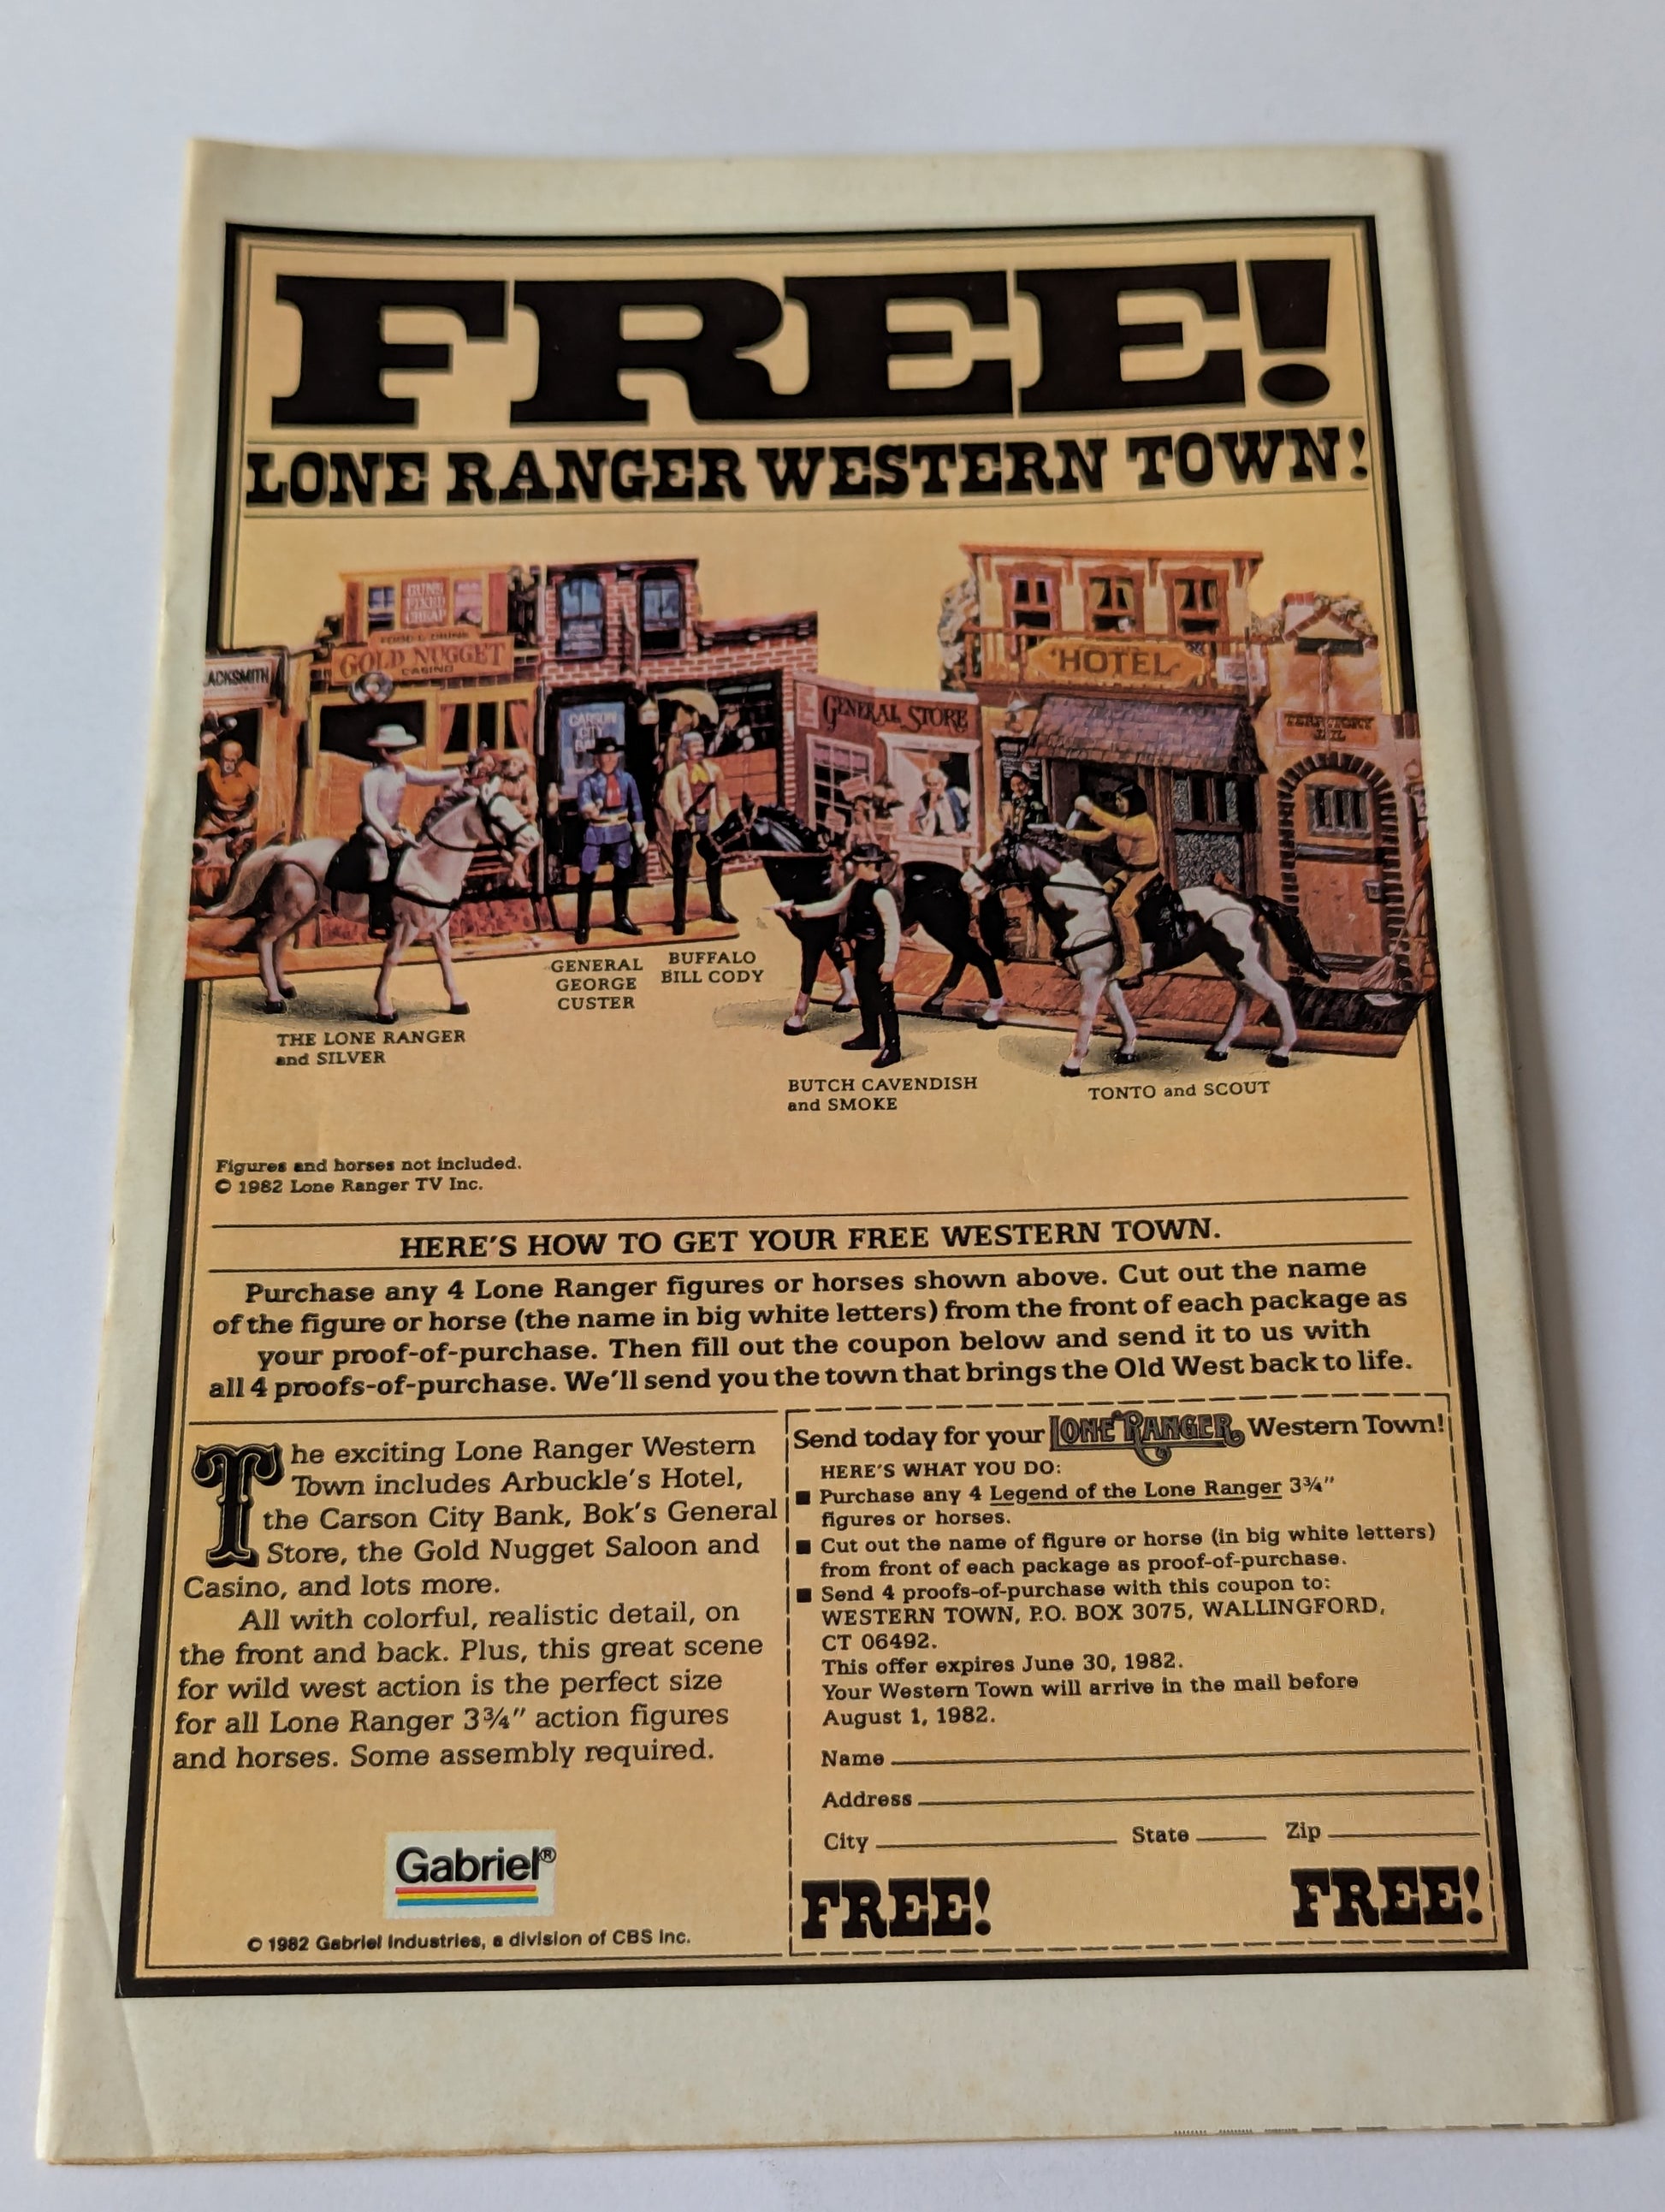 FREE!
LONE RANGER WESTERN TOWN!
GUNS
FIXED
CHEAP
FOOD & DRINK
GOLD NUGGET
CASINO
LACKSMITH
CARSON
CITY
GENERAL STORE
HOTEL
TERRITORY
JAIL
GENERAL
GEORGE
CUSTER
BUFFALO
BILL CODY
THE LONE RANGER
and SILVER
BUTCH CAVENDISH
and SMOKE
TONTO and SCOUT
Figures and horses not included.
© 1982 Lone Ranger TV Inc.
HERE'S HOW TO GET YOUR FREE WESTERN TOWN.
Purchase any 4 Lone Ranger figures or horses shown above. Cut out the name
of the figure or horse (the name in big white letters) from the front of each package as
your proof-of-purchase. Then fill out the coupon below and send it to us with
all 4 proofs-of-purchase. We'll send you the town that brings the Old West back to life.
The exciting Lone Ranger Western
Town includes Arbuckle's Hotel,
the Carson City Bank, Bok's General
Store, the Gold Nugget Saloon and
Casino, and lots more.
All with colorful, realistic detail, on
the front and back. Plus, this great scene
for wild west action is the perfect size
for all Lone Ranger 3¾" action figures
and horses. Some assembly required.
Gabriel®
© 1982 Gabriel Industries, a division of CBS Inc.
Send today for your LONE RANGER Western Town!
HERE'S WHAT YOU DO:
■ Purchase any 4 Legend of the Lone Ranger 3¾"
figures or horses.
■ Cut out the name of figure or horse (in big white letters)
from front of each package as proof-of-purchase.
■ Send 4 proofs-of-purchase with this coupon to:
WESTERN TOWN, P.O. BOX 3075, WALLINGFORD,
CT 06492.
This offer expires June 30, 1982.
Your Western Town will arrive in the mail before
August 1, 1982.
Name
Address
City State Zip
FREE! FREE!